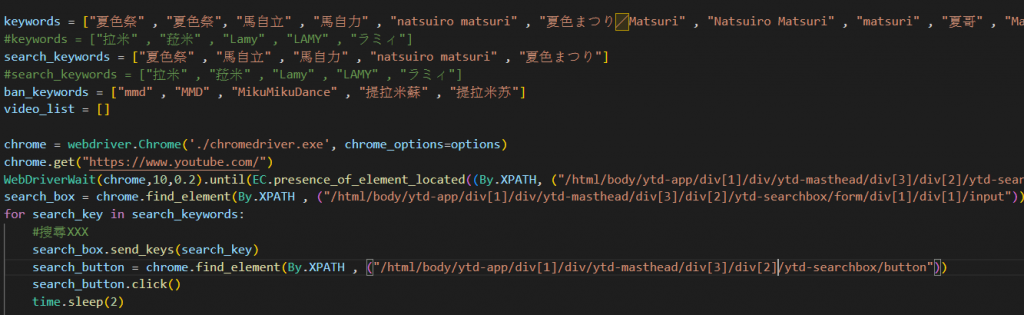 keywords = ["夏色祭" , "夏色祭", "馬自立" , "馬自力" , "natsuiro matsuri" , "夏色まつり／Matsuri" , "Natsuiro Matsuri" , "matsuri" , "夏哥" , "Ma
#keywords = ["拉米" , "菈米" , "Lamy" , "LAMY" , "ラミィ"]
search_keywords = ["夏色祭" , "馬自立" , "馬自力" , "natsuiro matsuri" , "夏色まつり"]
#search_keywords = ["拉米" , "菈米" , "Lamy" , "LAMY" , "ラミィ"]
ban_keywords = ["mmd" , "MMD" , "MikuMikuDance" , "提拉米蘇" , "提拉米苏"]
video_list = []
chrome = webdriver.Chrome('./chromedriver.exe', chrome_options=options)
chrome.get("https://www.youtube.com/")
WebDriverWait(chrome,10,0.2).until(EC.presence_of_element_located((By.XPATH, ("/html/body/ytd-app/div[1]/div/ytd-masthead/div[3]/div[2]/ytd-sear
search_box = chrome.find_element(By.XPATH , ("/html/body/ytd-app/div[1]/div/ytd-masthead/div[3]/div[2]/ytd-searchbox/form/div[1]/div[1]/input"))
for search_key in search_keywords:
#搜尋XXX
search_box.send_keys(search_key)
search_button = chrome.find_element(By.XPATH , ("/html/body/ytd-app/div[1]/div/ytd-masthead/div[3]/div[2]/ytd-searchbox/button"))
search_button.click()
time.sleep(2)